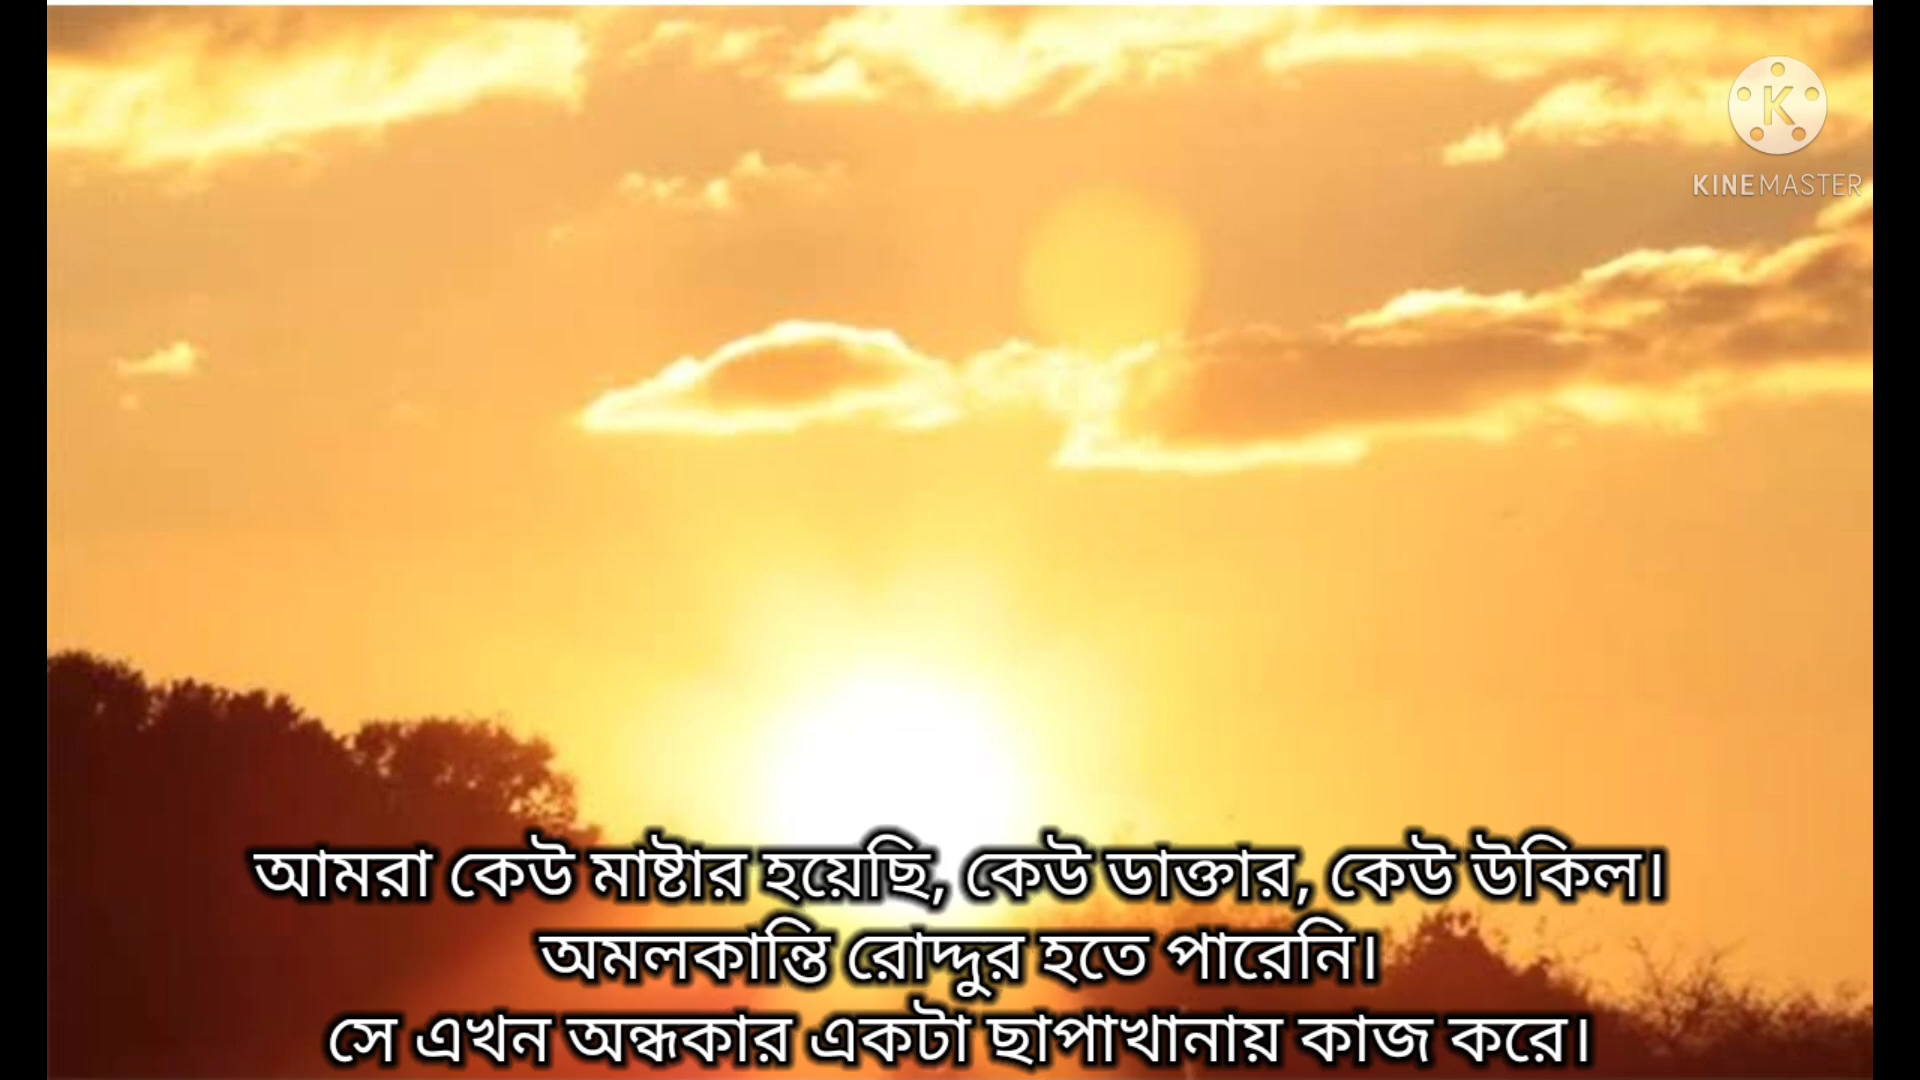 KINEMASTER
আমরা কেউ মাষ্টার হয়েছি, কেউ ডাক্তার, কেউ উকিল।
অমলকান্তি রোদ্দুর হতে পারেনি।
সে এখন অন্ধকার একটা ছাপাখানায় কাজ করে।